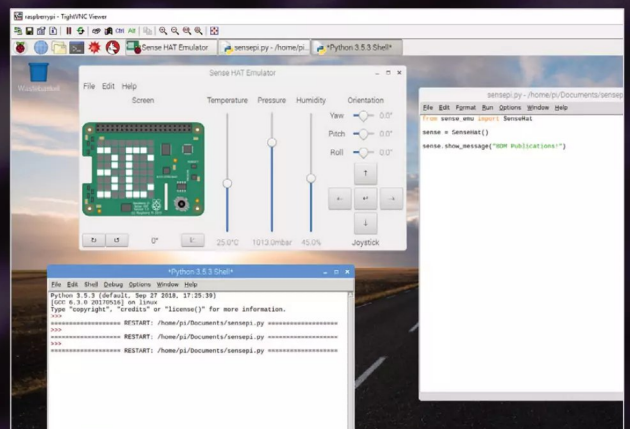 raspberrypi - TightVNC Viewer
Ctrl Alt
Sense HAT Emulator
sensepi.py - /home/pi...
*Python 3.5.3 Shell*
Wastebasket
Sense HAT Emulator
File Edit Help
Screen Temperature Pressure Humidity Orientation
Yaw 0.0°
Pitch 0.0°
Roll 0.0°
0° 1: 25.0°C 1013.0mbar 45.0% Joystick
sensepi.py - /home/pi/Documents/sensep
File Edit Format Run Options Window Help
from sense_emu import SenseHat
sense = SenseHat()
sense.show_message("BDM Publications!")
*Python 3.5.3 Shell*
File Edit Shell Debug Options Window Help
Python 3.5.3 (default, Sep 27 2018, 17:25:39)
[GCC 6.3.0 20170516] on linux
Type "copyright", "credits" or "license()" for more information.
>>>
=================== RESTART: /home/pi/Documents/sensepi.py ===================
>>>
=================== RESTART: /home/pi/Documents/sensepi.py ===================
>>>
=================== RESTART: /home/pi/Documents/sensepi.py ===================